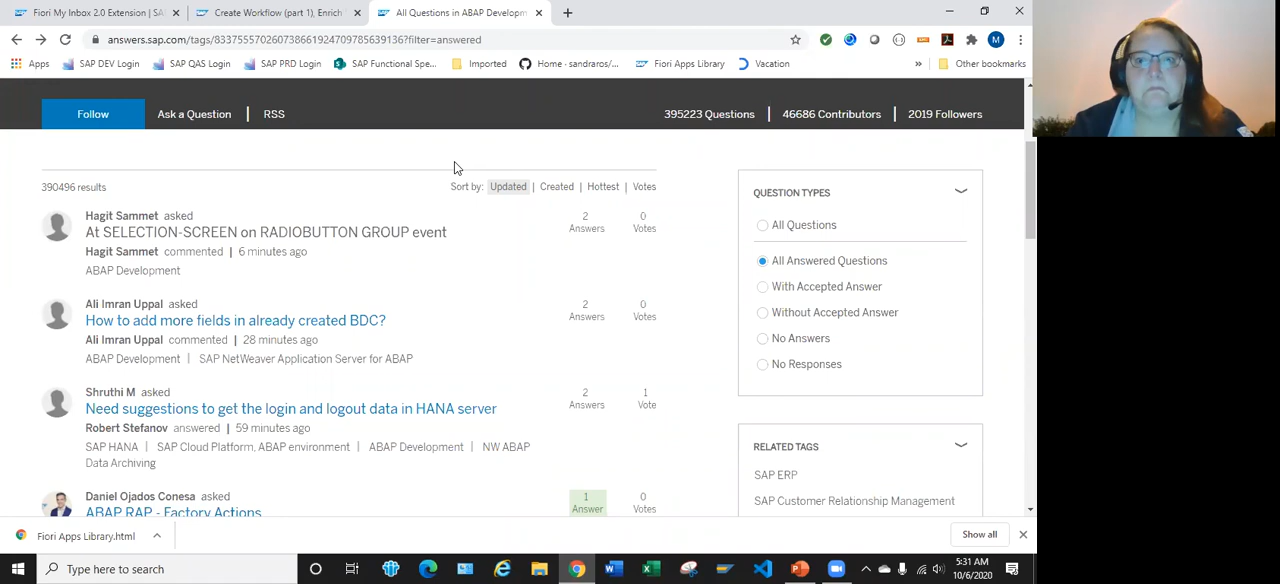 Fiori My Inbox 2.0 Extension | SA
Create Workflow (part 1), Enrich
All Questions in ABAP Developm
answers.sap.com/tags/833755570260738661924709785639136?filter=answered
Apps
SAP DEV Login
SAP QAS Login
SAP PRD Login
SAP Functional Spe...
Imported
Home - sandraros/...
Fiori Apps Library
Vacation
»
Other bookmarks
Follow
Ask a Question
RSS
395223 Questions
46686 Contributors
2019 Followers
390496 results
Sort by: Updated | Created | Hottest | Votes
Hagit Sammet asked
At SELECTION-SCREEN on RADIOBUTTON GROUP event
Hagit Sammet commented | 6 minutes ago
ABAP Development
2 Answers
0 Votes
Ali Imran Uppal asked
How to add more fields in already created BDC?
Ali Imran Uppal commented | 28 minutes ago
ABAP Development | SAP NetWeaver Application Server for ABAP
2 Answers
0 Votes
Shruthi M asked
Need suggestions to get the login and logout data in HANA server
Robert Stefanov answered | 59 minutes ago
SAP HANA | SAP Cloud Platform, ABAP environment | ABAP Development | NW ABAP
Data Archiving
2 Answers
1 Vote
Daniel Ojados Conesa asked
ABAP RAP - Factory Actions
1 Answer
0 Votes
QUESTION TYPES
All Questions
All Answered Questions
With Accepted Answer
Without Accepted Answer
No Answers
No Responses
RELATED TAGS
SAP ERP
SAP Customer Relationship Management
Fiori Apps Library.html
Show all
Type here to search
5:31 AM
10/6/2020